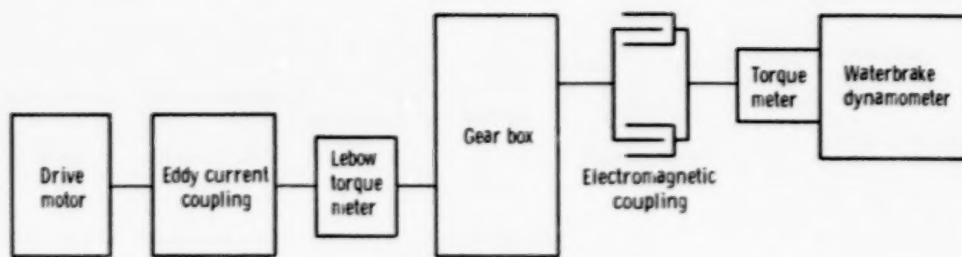 Drive
motor
Eddy current
coupling
Lebow
torque
meter
Gear box
Electromagnetic
coupling
Torque
meter
Waterbrake
dynamometer